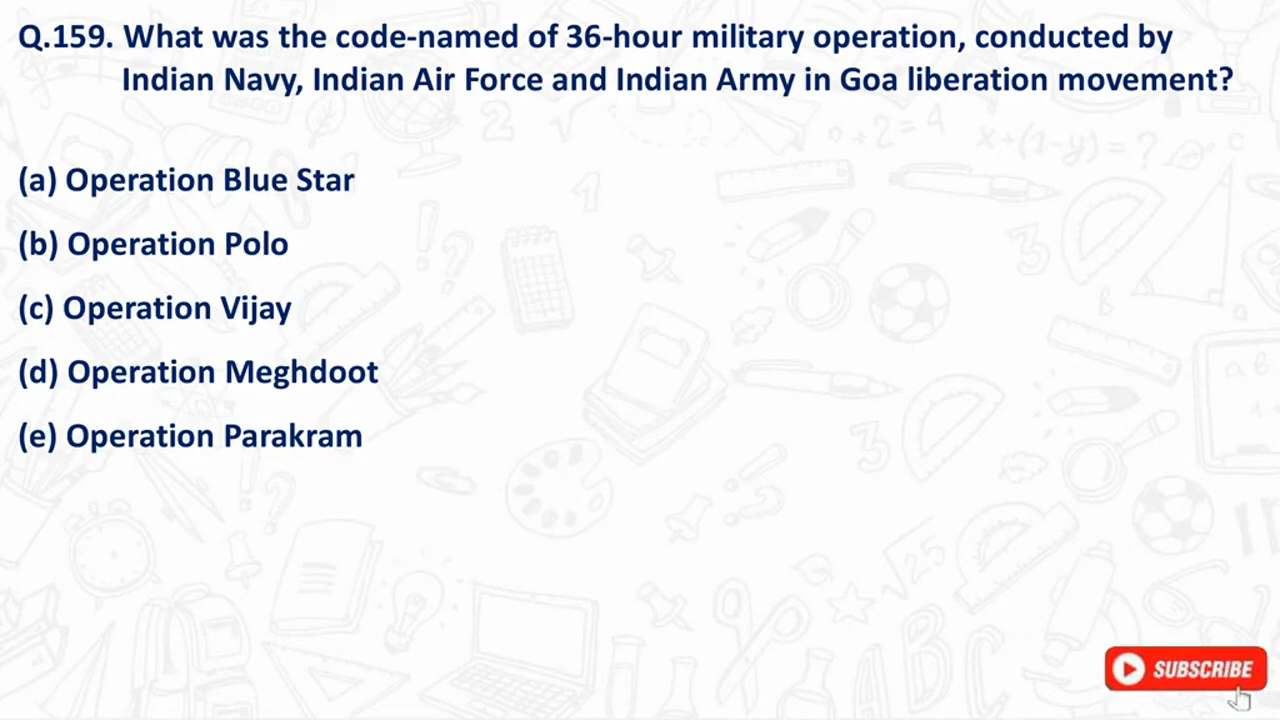 Q.159. What was the code-named of 36-hour military operation, conducted by
Indian Navy, Indian Air Force and Indian Army in Goa liberation movement?
(a) Operation Blue Star
(b) Operation Polo
(c) Operation Vijay
(d) Operation Meghdoot
(e) Operation Parakram
SUBSCRIBE